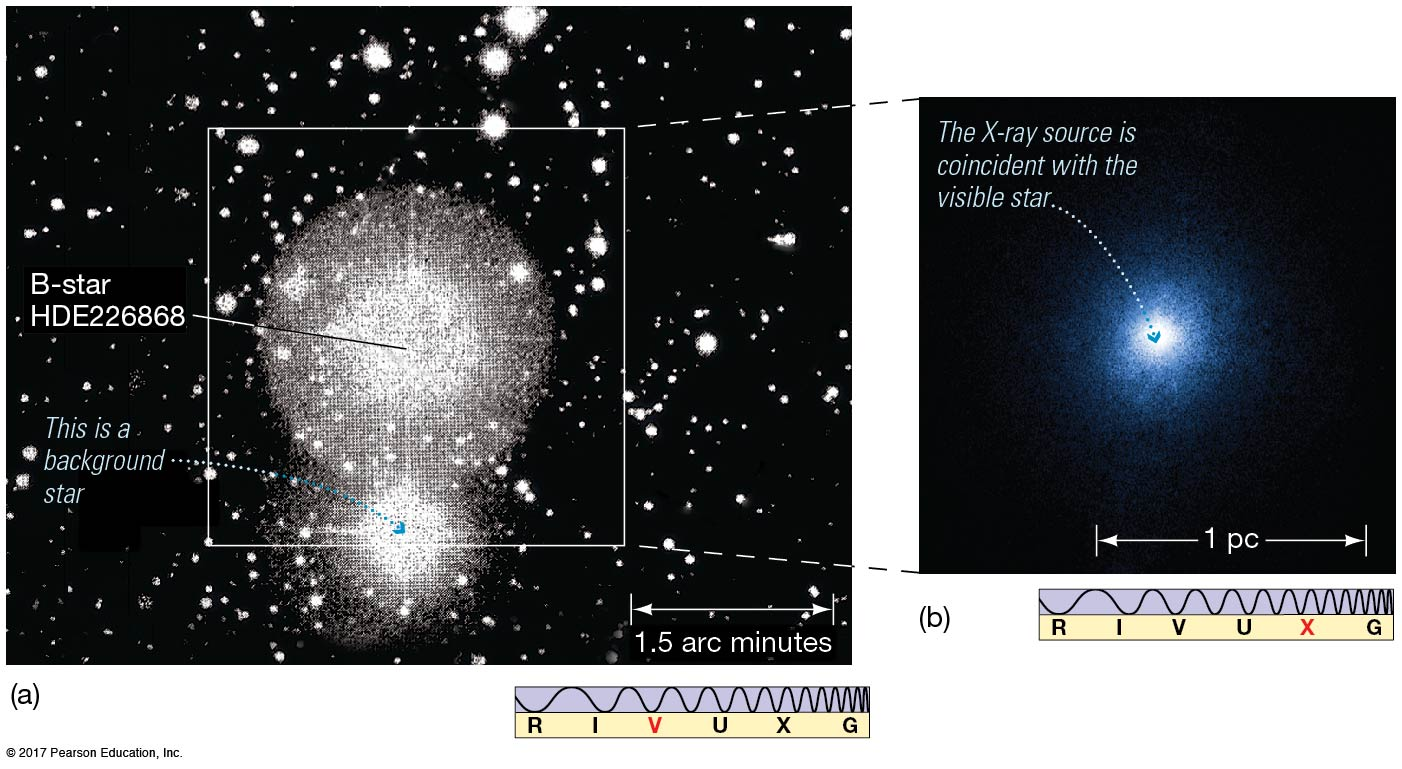 B-star
HDE226868
This is a
background
star
1.5 arc minutes
(a)
R I V U X G
The X-ray source is
coincident with the
visible star.
1 pc
(b)
R I V U X G
© 2017 Pearson Education, Inc.